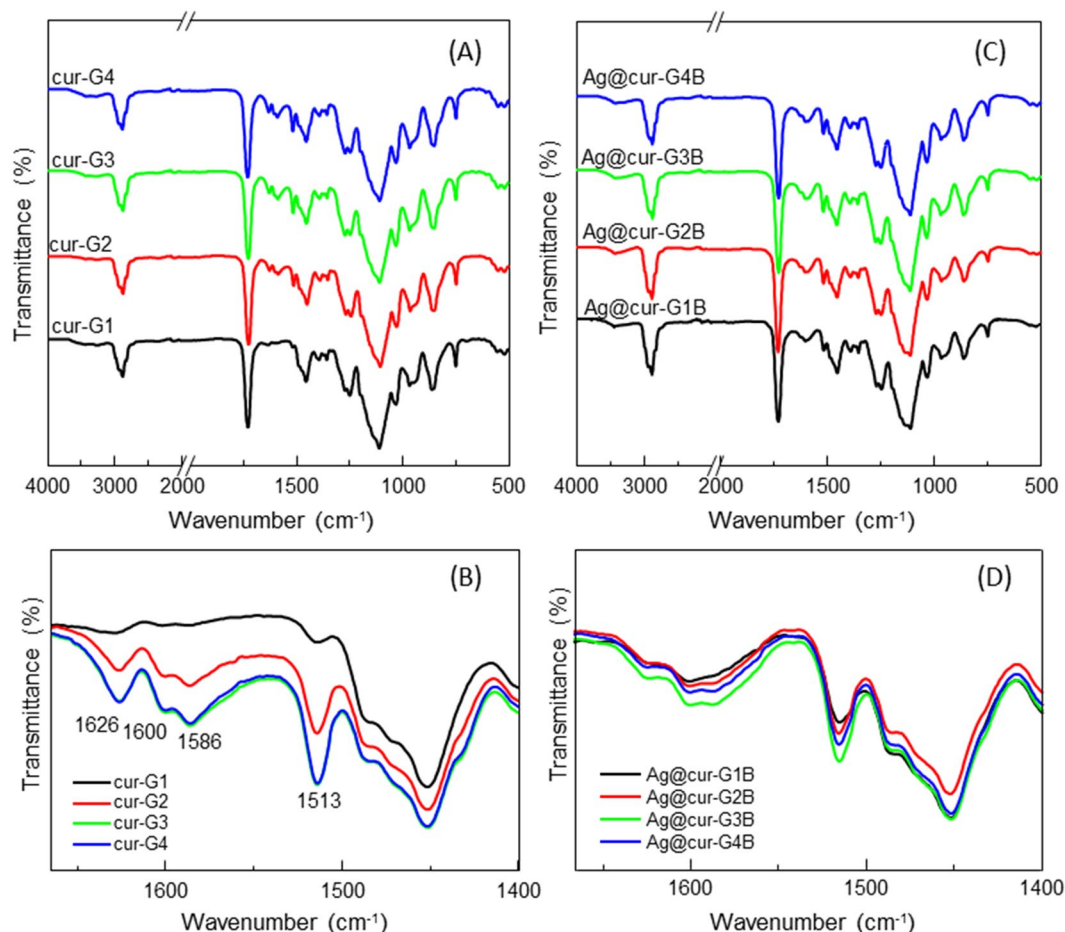 (A)
cur-G4
cur-G3
cur-G2
cur-G1
Transmittance (%)
4000 3000 2000 1500 1000 500
Wavenumber (cm⁻¹)
(C)
Ag@cur-G4B
Ag@cur-G3B
Ag@cur-G2B
Ag@cur-G1B
Transmittance (%)
4000 3000 2000 1500 1000 500
Wavenumber (cm⁻¹)
(B)
1626
1600
1586
1513
cur-G1
cur-G2
cur-G3
cur-G4
Transmittance (%)
1600 1500 1400
Wavenumber (cm⁻¹)
(D)
Ag@cur-G1B
Ag@cur-G2B
Ag@cur-G3B
Ag@cur-G4B
Transmittance (%)
1600 1500 1400
Wavenumber (cm⁻¹)